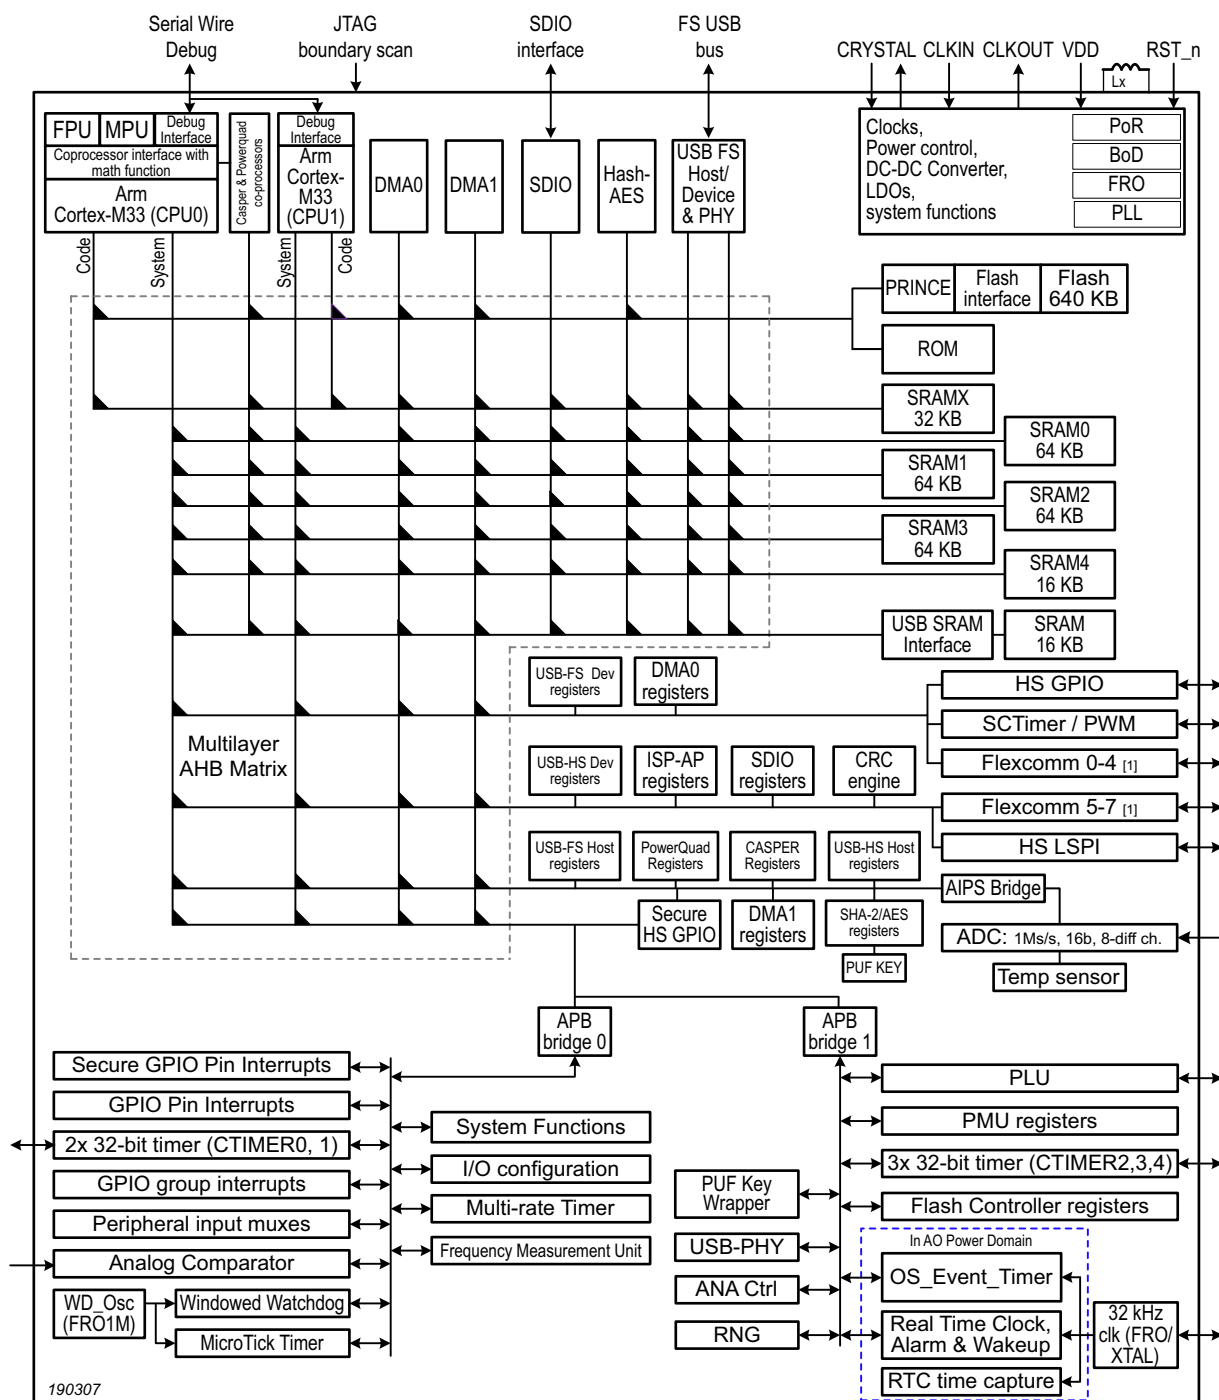 Serial Wire
Debug
JTAG
boundary scan
SDIO
interface
FS USB
bus
CRYSTAL
CLKIN
CLKOUT
VDD
RST_n
Lx
FPU
MPU
Debug
Interface
Coprocessor interface with
math function
Arm
Cortex-M33 (CPU0)
Casper & Powerquad
co-processors
Debug
Interface
Arm
Cortex-
M33
(CPU1)
DMA0
DMA1
SDIO
Hash-
AES
USB FS
Host/
Device
& PHY
Clocks,
Power control,
DC-DC Converter,
LDOs,
system functions
PoR
BoD
FRO
PLL
Code
System
System
Code
PRINCE
Flash
interface
Flash
640 KB
ROM
SRAMX
32 KB
SRAM0
64 KB
SRAM1
64 KB
SRAM2
64 KB
SRAM3
64 KB
SRAM4
16 KB
USB SRAM
Interface
SRAM
16 KB
USB-FS Dev
registers
DMA0
registers
HS GPIO
SCTimer / PWM
Flexcomm 0-4 [1]
Multilayer
AHB Matrix
USB-HS Dev
registers
ISP-AP
registers
SDIO
registers
CRC
engine
Flexcomm 5-7 [1]
HS LSPI
USB-FS Host
registers
PowerQuad
Registers
CASPER
Registers
USB-HS Host
registers
AIPS Bridge
Secure
HS GPIO
DMA1
registers
SHA-2/AES
registers
PUF KEY
ADC: 1Ms/s, 16b, 8-diff ch.
Temp sensor
APB
bridge 0
APB
bridge 1
Secure GPIO Pin Interrupts
GPIO Pin Interrupts
2x 32-bit timer (CTIMER0, 1)
GPIO group interrupts
Peripheral input muxes
Analog Comparator
WD_Osc
(FRO1M)
Windowed Watchdog
MicroTick Timer
System Functions
I/O configuration
Multi-rate Timer
Frequency Measurement Unit
PUF Key
Wrapper
USB-PHY
ANA Ctrl
RNG
PLU
PMU registers
3x 32-bit timer (CTIMER2,3,4)
Flash Controller registers
In AO Power Domain
OS_Event_Timer
Real Time Clock,
Alarm & Wakeup
RTC time capture
32 kHz
clk (FRO/
XTAL)
190307